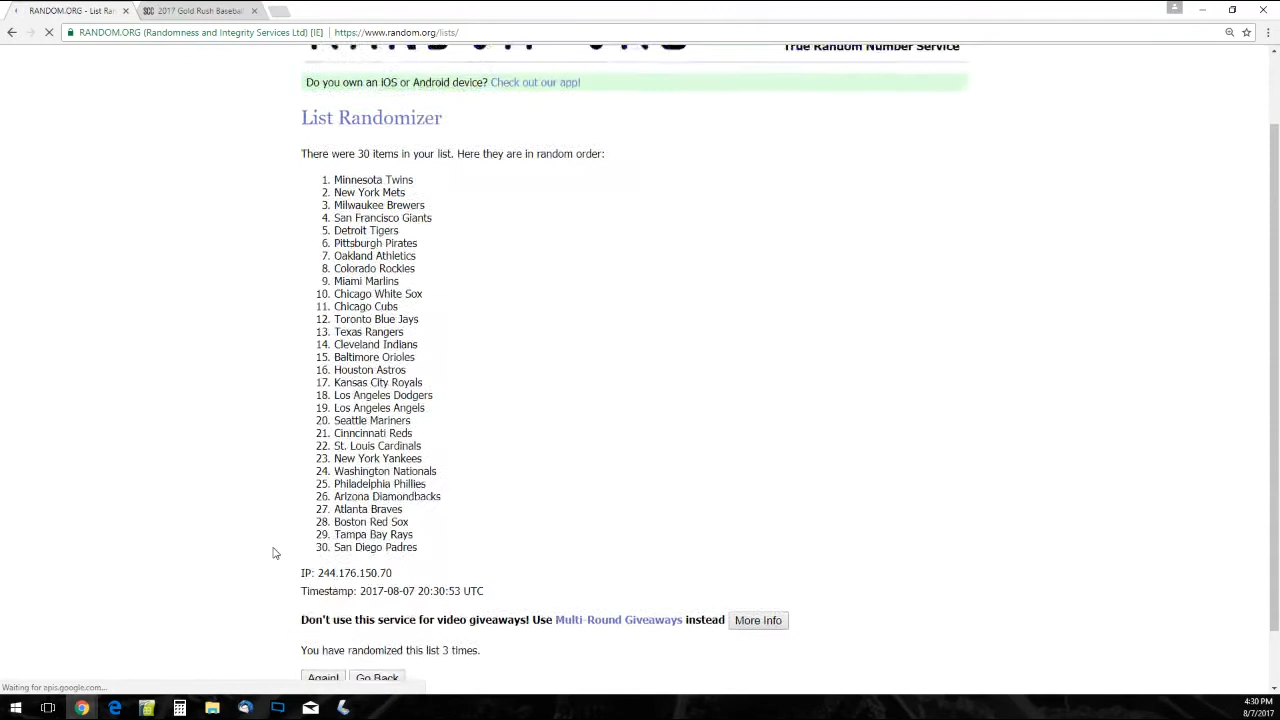 RANDOM.ORG - List Ran
2017 Gold Rush Baseball
RANDOM.ORG (Randomness and Integrity Services Ltd) [IE] https://www.random.org/lists/
True Random Number Service
Do you own an iOS or Android device? Check out our app!
List Randomizer
There were 30 items in your list. Here they are in random order:
1. Minnesota Twins
2. New York Mets
3. Milwaukee Brewers
4. San Francisco Giants
5. Detroit Tigers
6. Pittsburgh Pirates
7. Oakland Athletics
8. Colorado Rockies
9. Miami Marlins
10. Chicago White Sox
11. Chicago Cubs
12. Toronto Blue Jays
13. Texas Rangers
14. Cleveland Indians
15. Baltimore Orioles
16. Houston Astros
17. Kansas City Royals
18. Los Angeles Dodgers
19. Los Angeles Angels
20. Seattle Mariners
21. Cinncinnati Reds
22. St. Louis Cardinals
23. New York Yankees
24. Washington Nationals
25. Philadelphia Phillies
26. Arizona Diamondbacks
27. Atlanta Braves
28. Boston Red Sox
29. Tampa Bay Rays
30. San Diego Padres
IP: 244.176.150.70
Timestamp: 2017-08-07 20:30:53 UTC
Don't use this service for video giveaways! Use Multi-Round Giveaways instead More Info
You have randomized this list 3 times.
Again! Go Back
Waiting for apis.google.com...
4:30 PM
8/7/2017